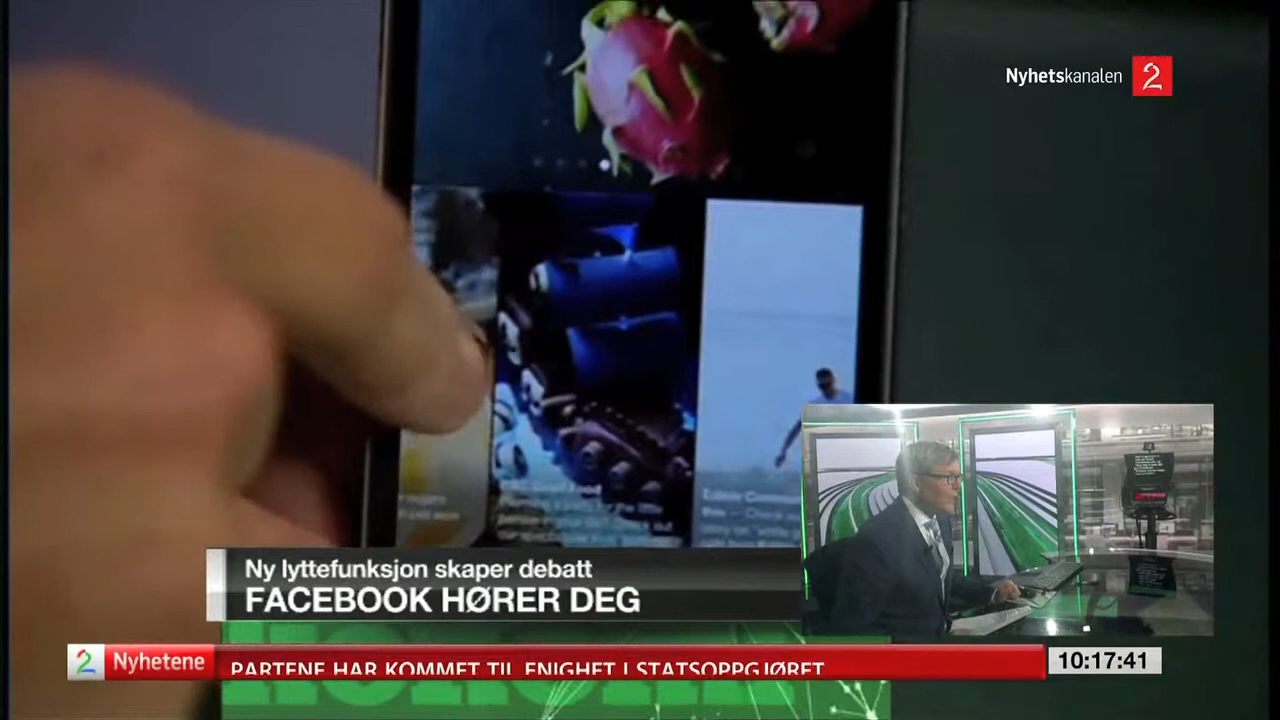 Nyhetskanalen 2
Ny lyttefunksjon skaper debatt
FACEBOOK HØRER DEG
2 Nyhetene
PARTENE HAR KOMMET TIL ENIGHET I STATSOPPGJØRET
10:17:41